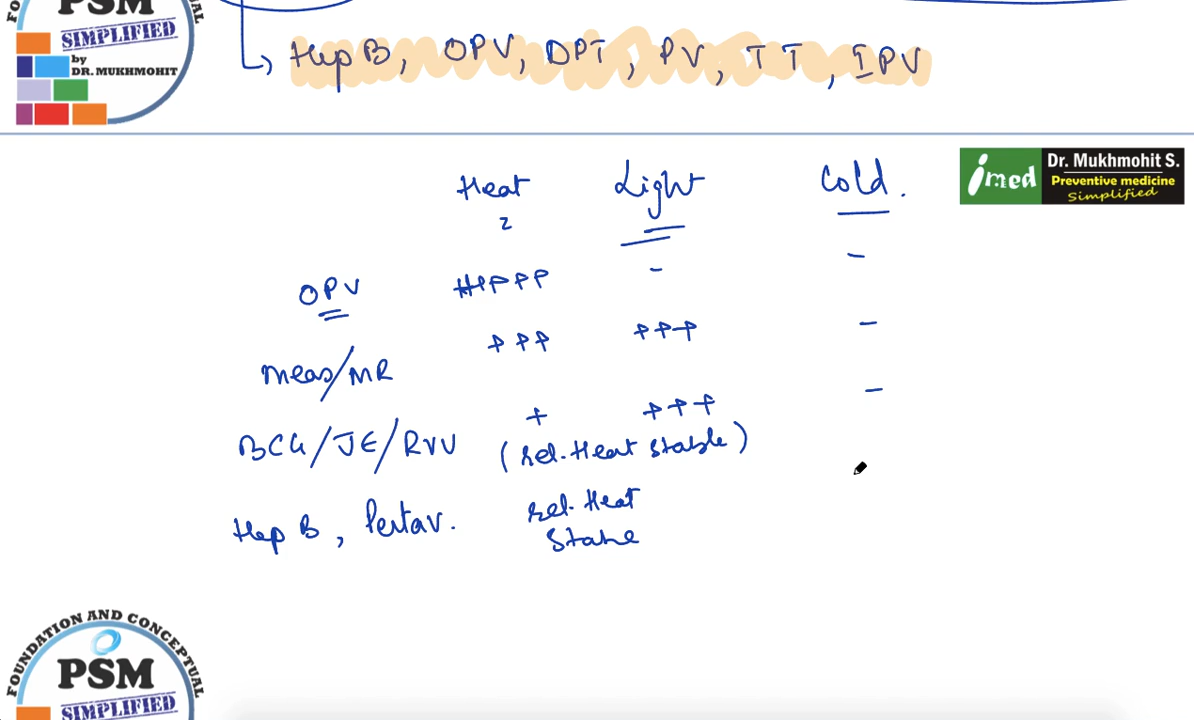 PSM
SIMPLIFIED
by
DR.MUKHMOHIT
Hep B, OPV, DPT, PV, TT, IPV
Heat Light Cold.
imed Dr. Mukhmohit S.
Preventive medicine
Simplified
OPV +++++ - -
Meas/MR +++ +++ -
BCG/JE/RVV + +++ -
(rel. Heat stable)
Hep B, Pentav. rel. Heat
Stable
FOUNDATION AND CONCEPTUAL
PSM
SIMPLIFIED